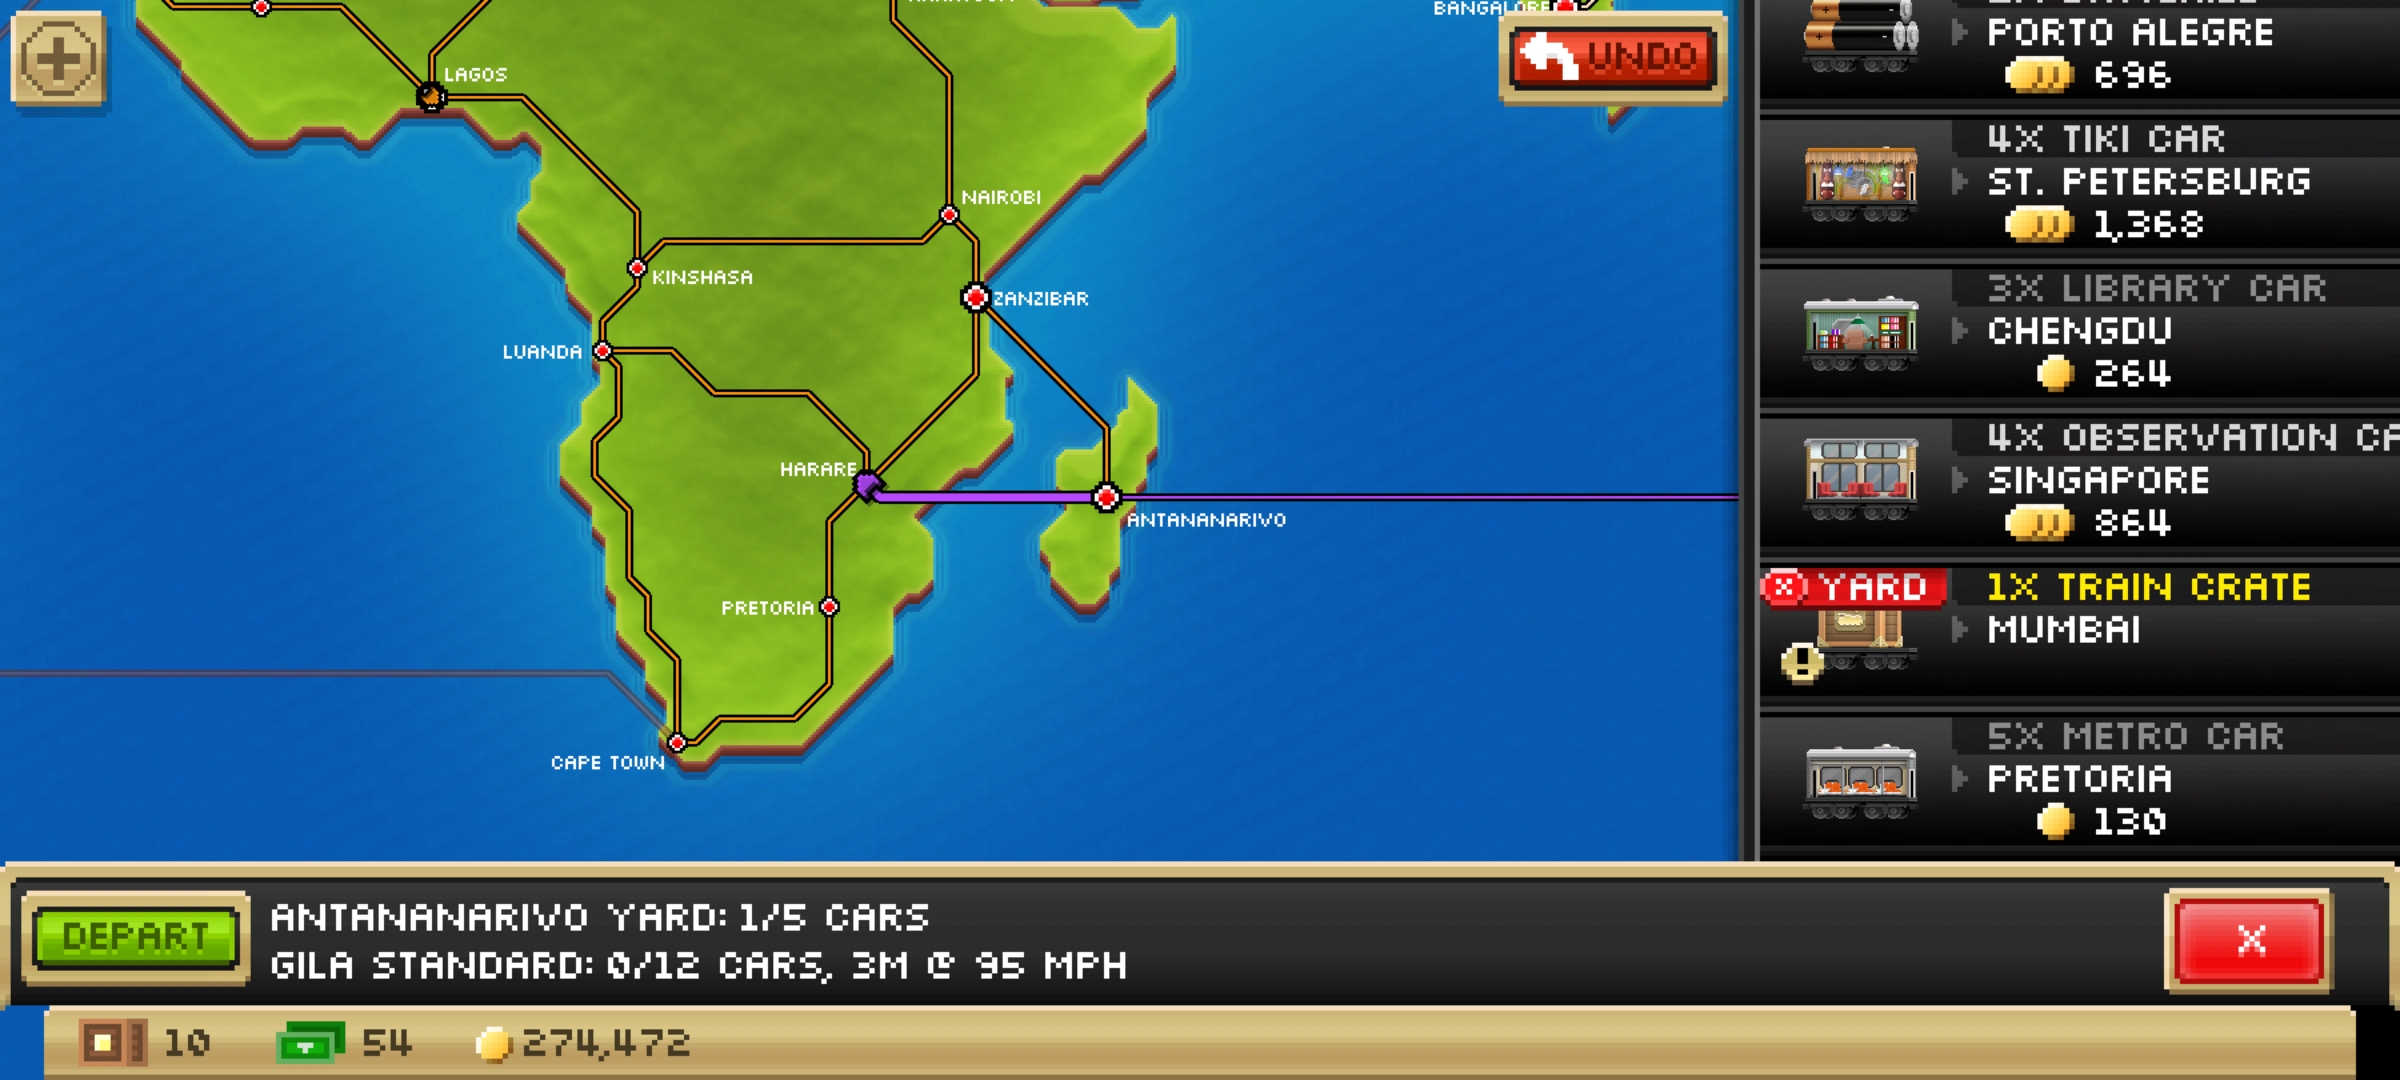 BANGALORE
UNDO
LAGOS
NAIROBI
KINSHASA
ZANZIBAR
LUANDA
HARARE
ANTANANARIVO
PRETORIA
CAPE TOWN
PORTO ALEGRE
696
4X TIKI CAR
ST. PETERSBURG
1,368
3X LIBRARY CAR
CHENGDU
264
4X OBSERVATION CA
SINGAPORE
864
YARD
1X TRAIN CRATE
MUMBAI
5X METRO CAR
PRETORIA
130
DEPART
ANTANANARIVO YARD: 1/5 CARS
GILA STANDARD: 0/12 CARS, 3M @ 95 MPH
X
10
54
274,472